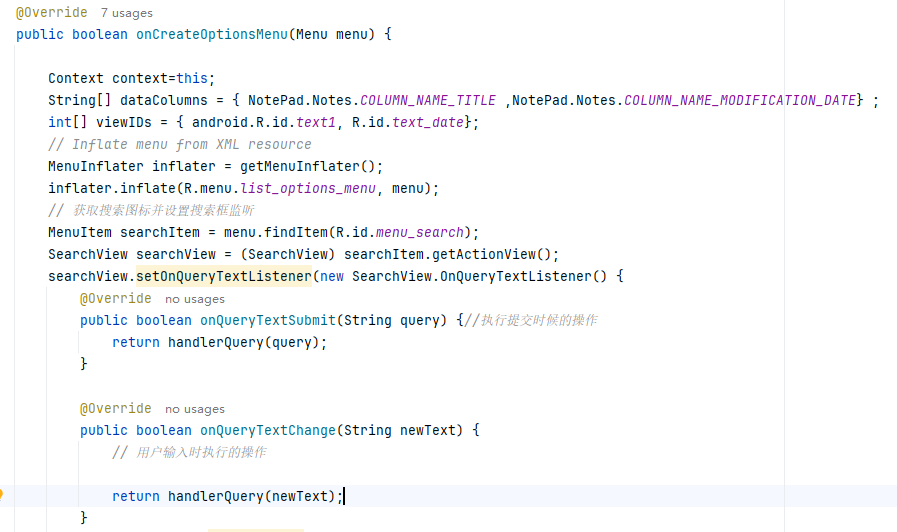 @Override 7 usages
public boolean onCreateOptionsMenu(Menu menu) {
Context context=this;
String[] dataColumns = { NotePad.Notes.COLUMN_NAME_TITLE ,NotePad.Notes.COLUMN_NAME_MODIFICATION_DATE} ;
int[] viewIDs = { android.R.id.text1, R.id.text_date};
// Inflate menu from XML resource
MenuInflater inflater = getMenuInflater();
inflater.inflate(R.menu.list_options_menu, menu);
// 获取搜索图标并设置搜索框监听
MenuItem searchItem = menu.findItem(R.id.menu_search);
SearchView searchView = (SearchView) searchItem.getActionView();
searchView.setOnQueryTextListener(new SearchView.OnQueryTextListener() {
@Override no usages
public boolean onQueryTextSubmit(String query) {//执行提交时候的操作
return handlerQuery(query);
}
@Override no usages
public boolean onQueryTextChange(String newText) {
// 用户输入时执行的操作
return handlerQuery(newText);
}